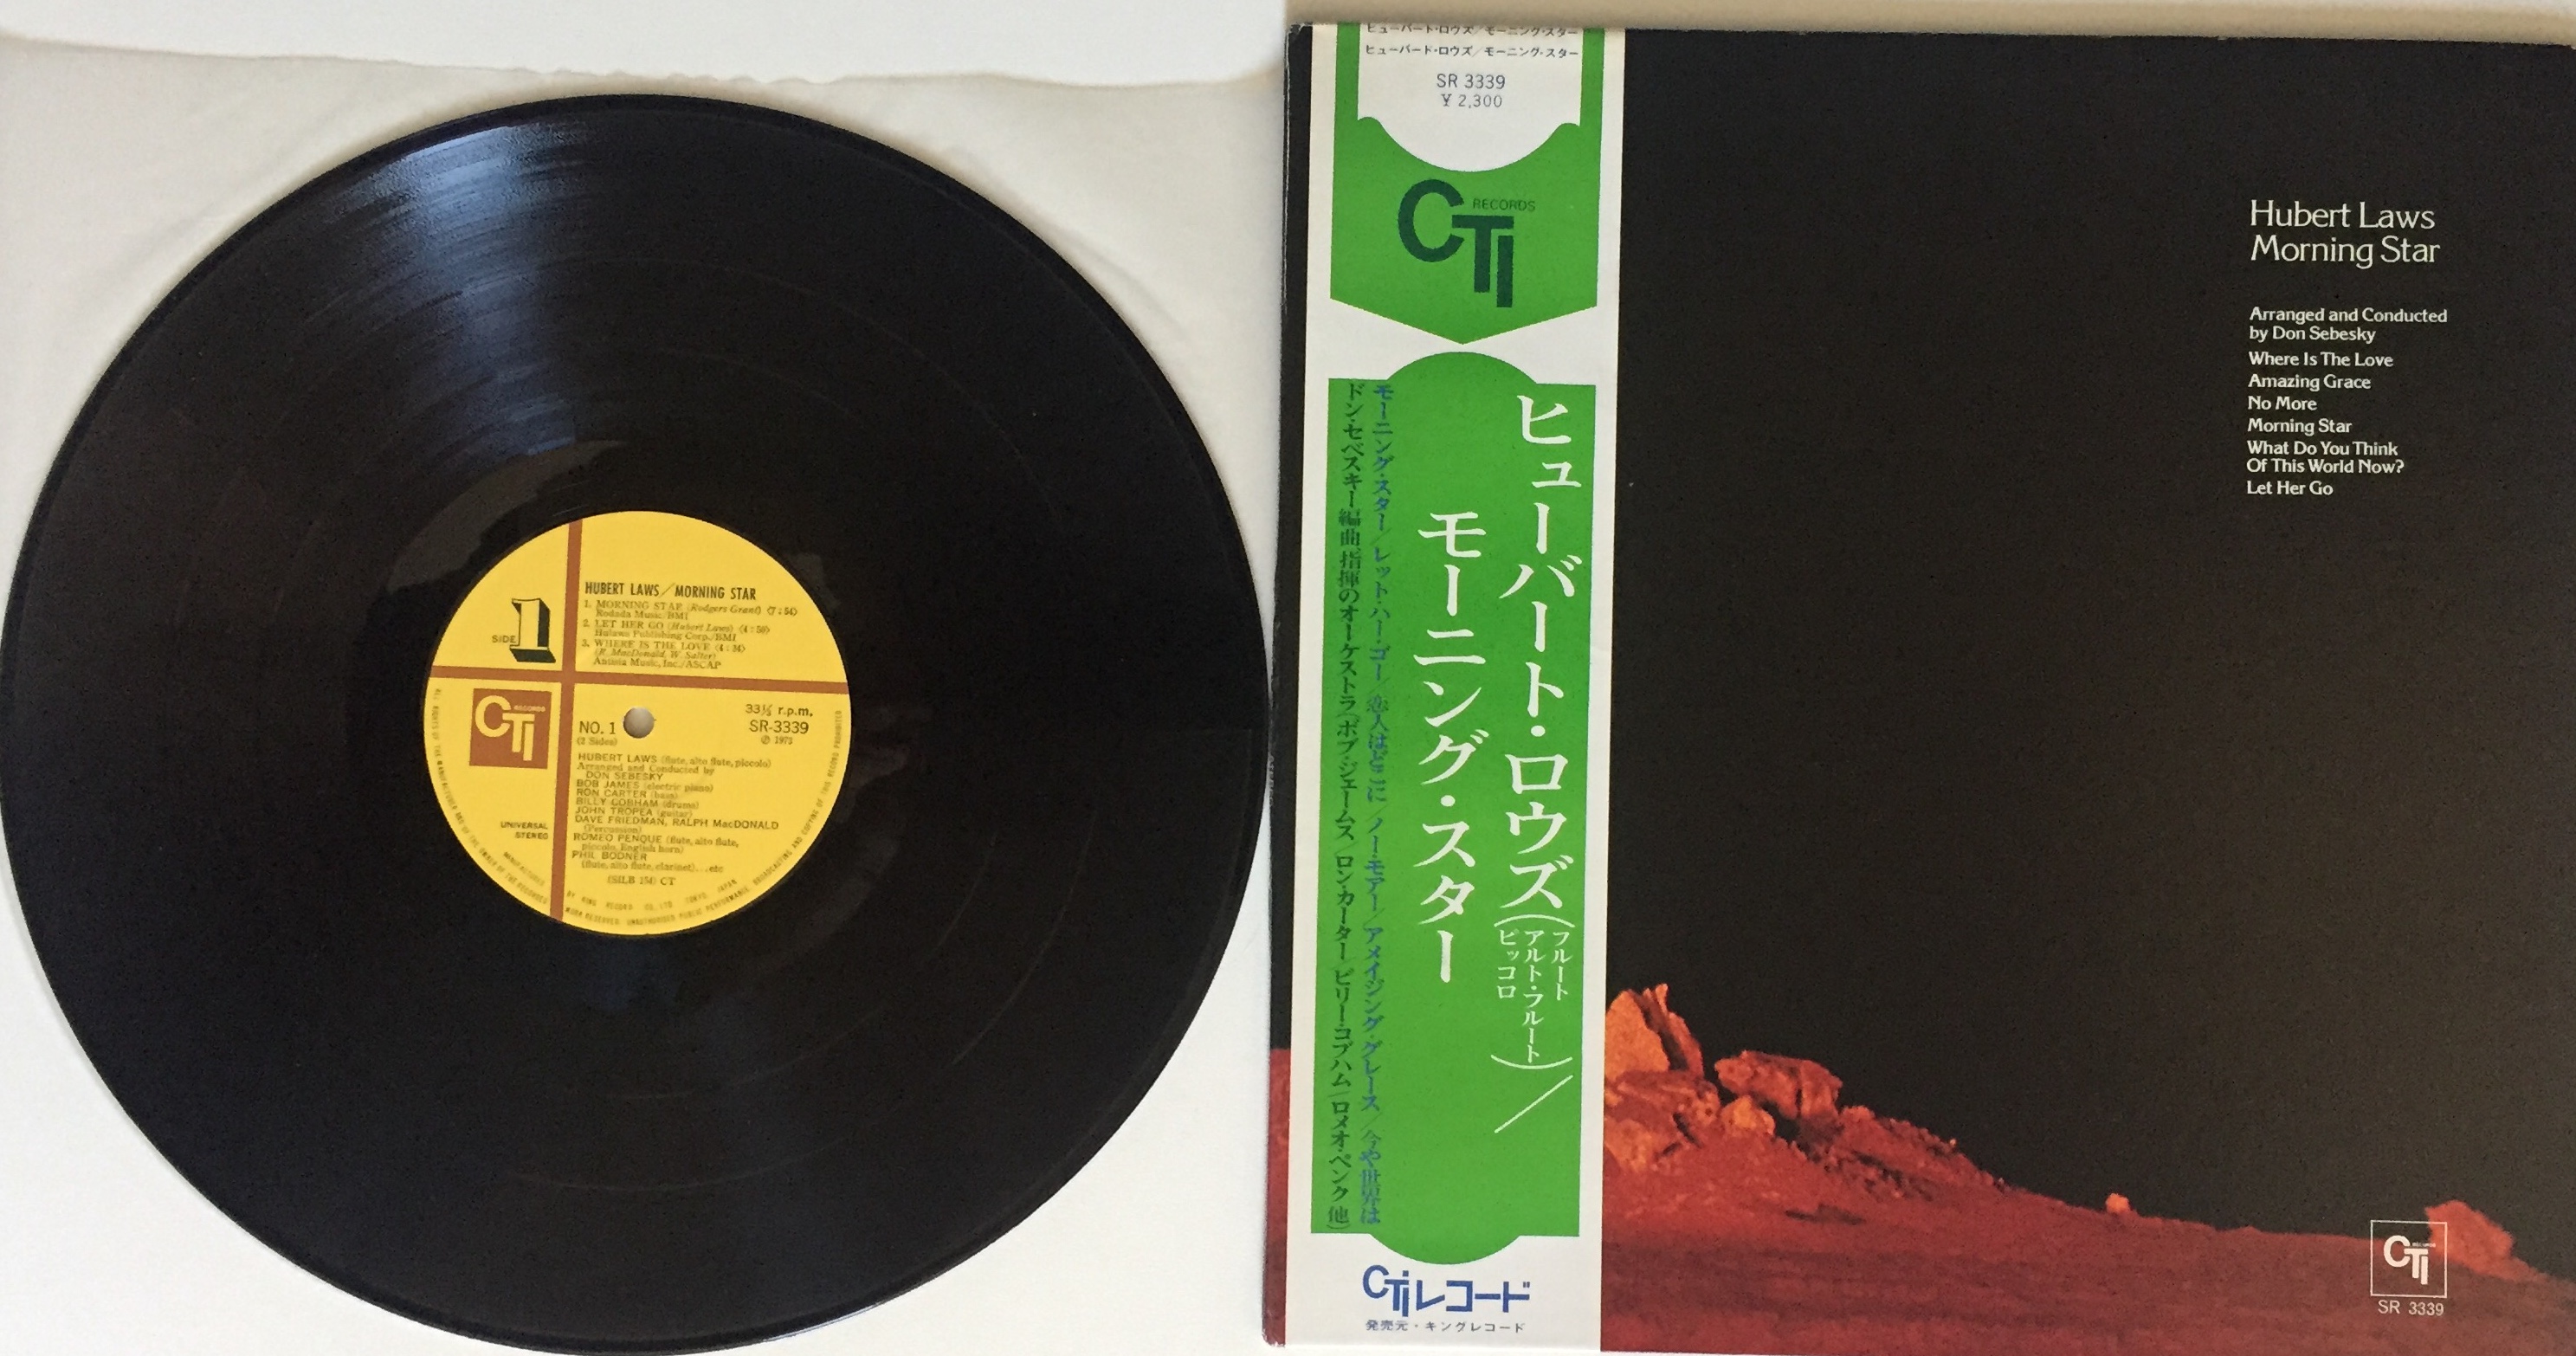 HUBERT LAWS／MORNING STAR
1. MORNING STAR (Rodgers Grant) (7:54)
Rodada Music/BMI
2. LET HER GO (Hubert Laws)
Hulaws Publishing Corp./BMI
3. WHERE IS THE LOVE
(R. MacDonald, W. Salter)
Antisia Music, Inc./ASCAP
SIDE 1
CTI RECORDS
NO. 1
(2 Sides)
33⅓ r.p.m.
SR-3339
HUBERT LAWS (flute, alto flute, piccolo)
Arranged and Conducted by
DON SEBESKY
BOB JAMES (electric piano)
RON CARTER (bass)
BILLY COBHAM (drums)
JOHN TROPEA (guitar)
DAVE FRIEDMAN, RALPH MacDONALD
(Percussion)
ROMEO PENQUE (flute, alto flute,
piccolo, English horn)
PHIL BODNER
(flute, alto flute, clarinet)...etc
(SILB 154) CT
UNIVERSAL
STEREO
MANUFACTURED BY KING RECORD CO., LTD. TOKYO, JAPAN
ヒューバート・ロウズ／モーニング・スター
ヒューバード・ロウズ／モーニング・スター
SR 3339
¥ 2,300
CTI RECORDS
ヒューバート・ロウズ(フルート アルト・フルート ピッコロ)／
モーニング・スター
モーニング・スター／レット・ハー・ゴー／恋人はどこに／ノー・モアー／アメイジング・グレース／今や世界は
ドン・セベスキー編曲・指揮のオーケストラ(ボブ・ジェームス／ロン・カーター／ビリー・コブハム／ロメオ・ペンク他)
CTiレコード
発売元・キングレコード
Hubert Laws
Morning Star
Arranged and Conducted
by Don Sebesky
Where Is The Love
Amazing Grace
No More
Morning Star
What Do You Think
Of This World Now?
Let Her Go
CTI RECORDS
SR 3339